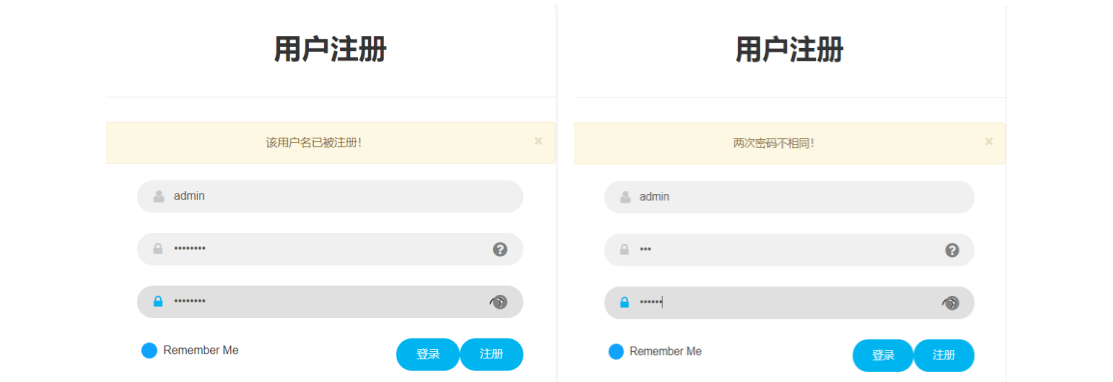 用户注册
该用户名已被注册！
×
admin
••••••••
••••••••
Remember Me
登录
注册
用户注册
两次密码不相同！
×
admin
•••
••••••
Remember Me
登录
注册